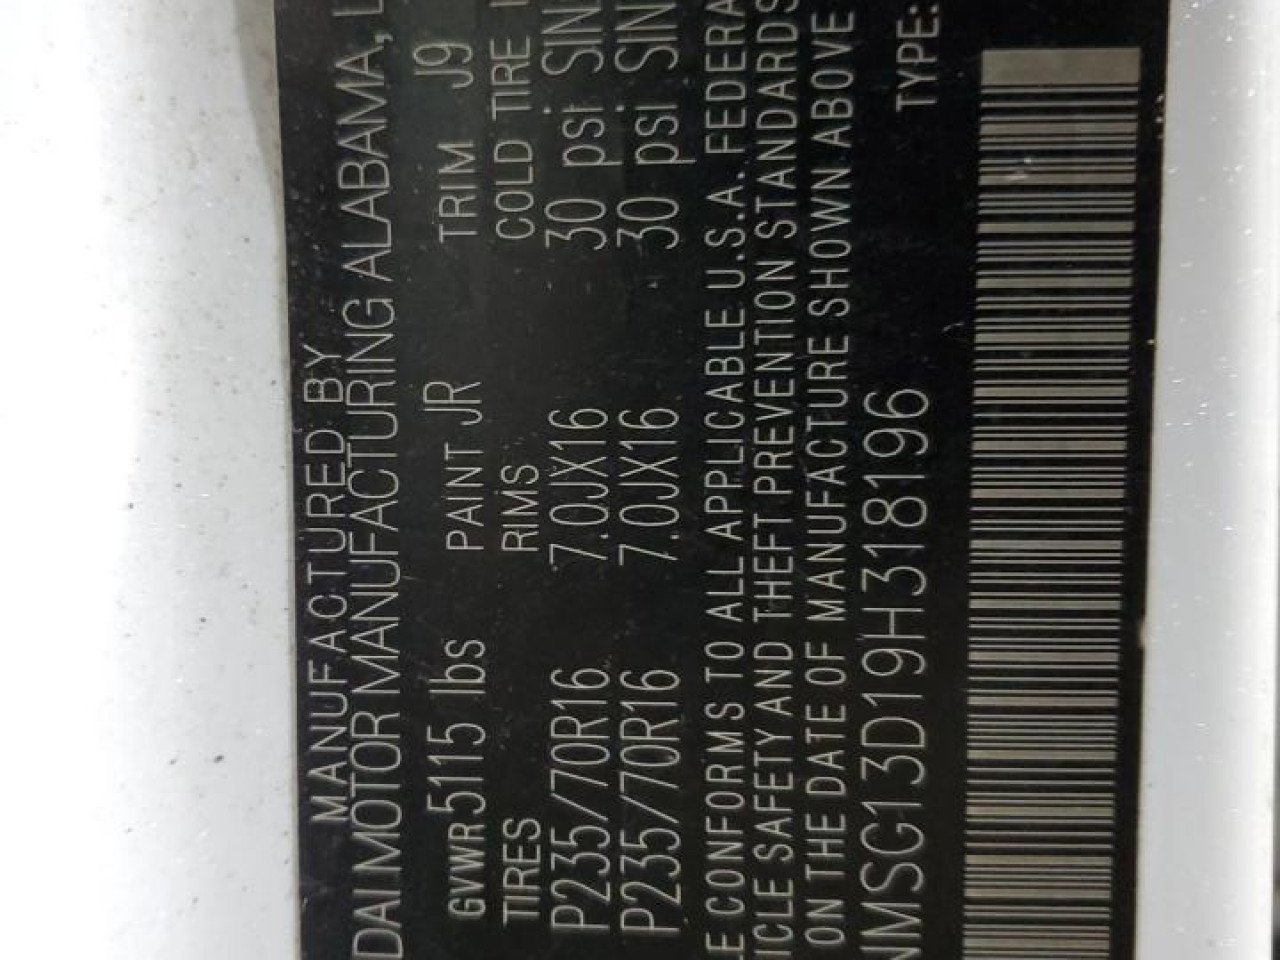 MANUFACTURED BY
DAI MOTOR MANUFACTURING ALABAMA, L
GVWR 5115 lbs PAINT JR TRIM J9
TIRES RIMS COLD TIRE
P235/70R16 7.0JX16 30 psi SIN
P235/70R16 7.0JX16 30 psi SIN
E CONFORMS TO ALL APPLICABLE U.S.A. FEDERA
ICLE SAFETY AND THEFT PREVENTION STANDARDS
ON THE DATE OF MANUFACTURE SHOWN ABOVE
NMSG13D19H318196 TYPE: